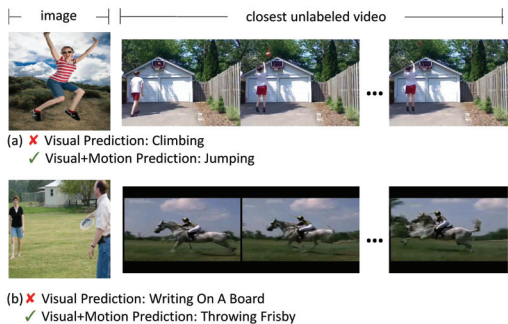 image closest unlabeled video
(a) ✘ Visual Prediction: Climbing
✓ Visual+Motion Prediction: Jumping
(b) ✘ Visual Prediction: Writing On A Board
✓ Visual+Motion Prediction: Throwing Frisby